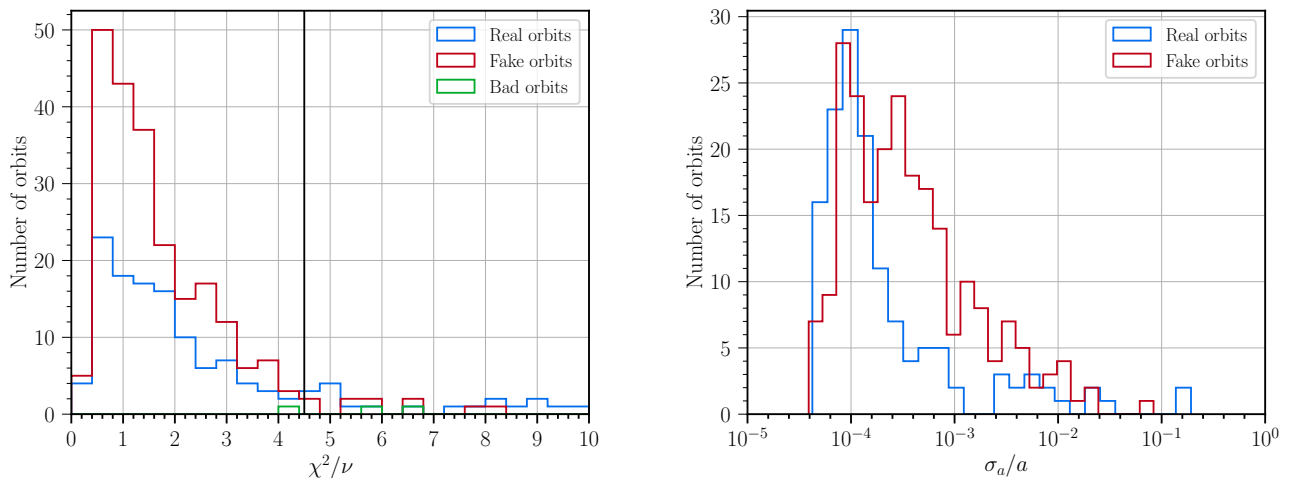 Number of orbits
50
40
30
20
10
0
0 1 2 3 4 5 6 7 8 9 10
χ²/ν
Real orbits
Fake orbits
Bad orbits
Number of orbits
30
25
20
15
10
5
0
10⁻⁵ 10⁻⁴ 10⁻³ 10⁻² 10⁻¹ 10⁰
σₐ/a
Real orbits
Fake orbits